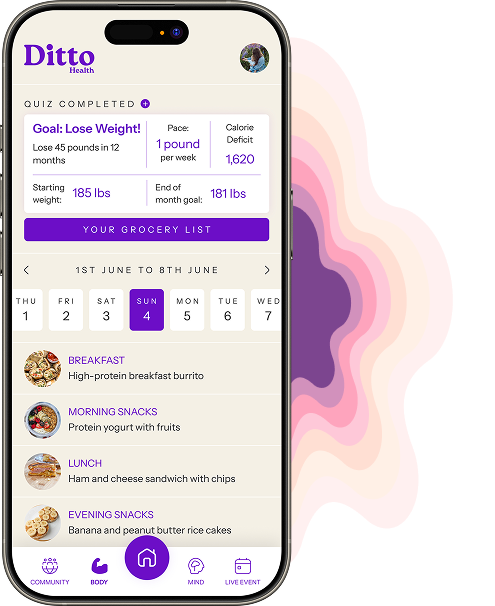 Ditto
Health
QUIZ COMPLETED
Goal: Lose Weight!
Lose 45 pounds in 12
months
Pace:
1 pound
per week
Calorie
Deficit
1,620
Starting
weight:
185 lbs
End of
month goal:
181 lbs
YOUR GROCERY LIST
1ST JUNE TO 8TH JUNE
THU FRI SAT SUN MON TUE WED
1 2 3 4 5 6 7
BREAKFAST
High-protein breakfast burrito
MORNING SNACKS
Protein yogurt with fruits
LUNCH
Ham and cheese sandwich with chips
EVENING SNACKS
Banana and peanut butter rice cakes
COMMUNITY BODY MIND LIVE EVENT